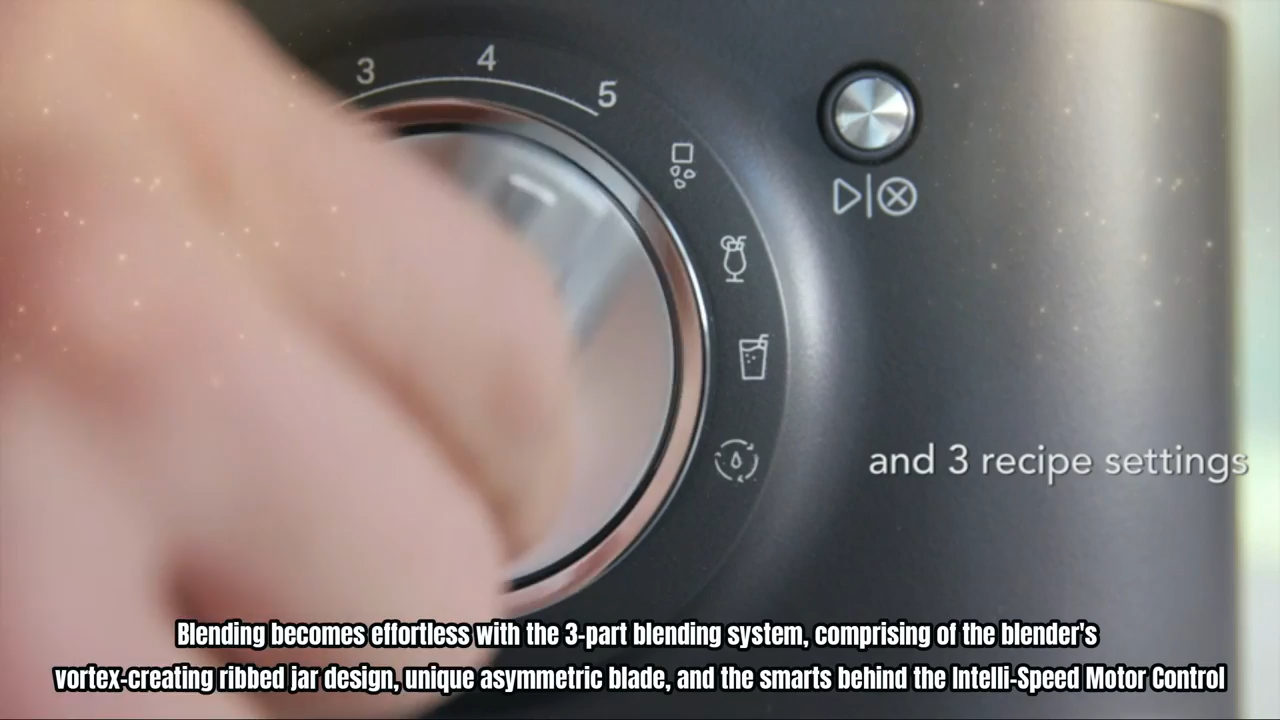 3
4
5
and 3 recipe settings
Blending becomes effortless with the 3-part blending system, comprising of the blender's
vortex-creating ribbed jar design, unique asymmetric blade, and the smarts behind the Intelli-Speed Motor Control